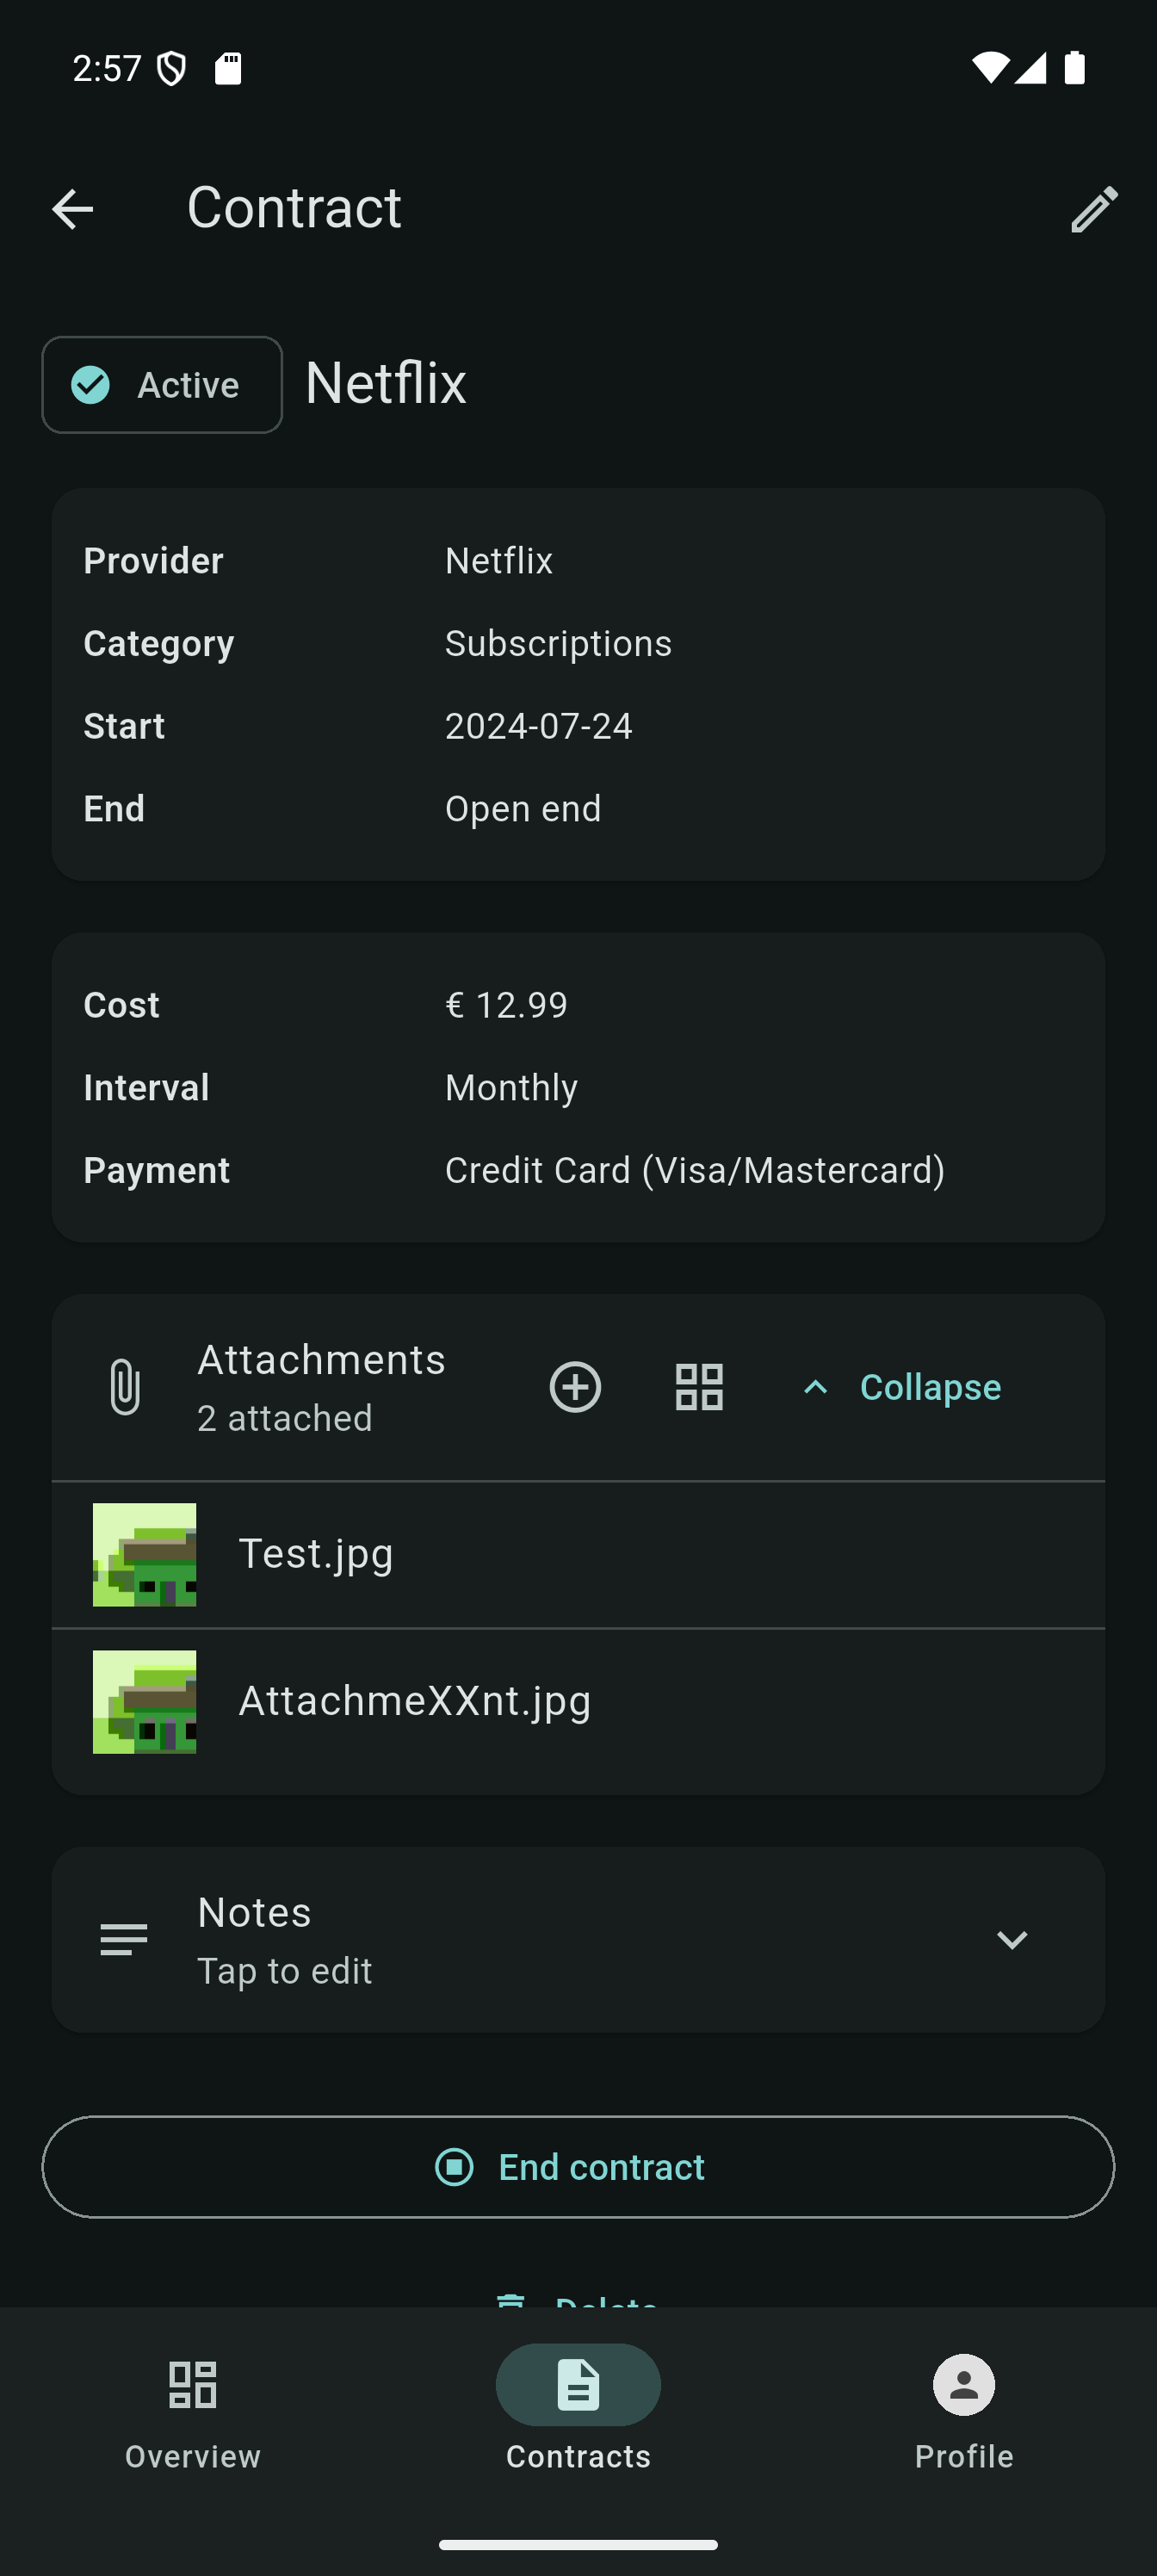 2:57
Contract
Active
Netflix
Provider Netflix
Category Subscriptions
Start 2024-07-24
End Open end
Cost € 12.99
Interval Monthly
Payment Credit Card (Visa/Mastercard)
Attachments
2 attached
Collapse
Test.jpg
AttachmeXXnt.jpg
Notes
Tap to edit
End contract
Delete
Overview
Contracts
Profile